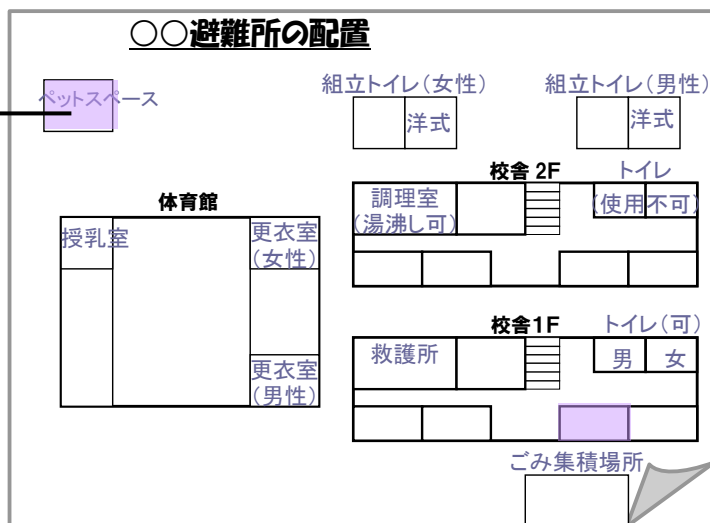 ○○避難所の配置
ペットスペース
組立トイレ(女性)
組立トイレ(男性)
洋式
洋式
校舎 2F
トイレ
調理室
(湯沸し可)
(使用不可)
体育館
授乳室
更衣室
(女性)
校舎1F
トイレ(可)
救護所
男
女
更衣室
(男性)
ごみ集積場所